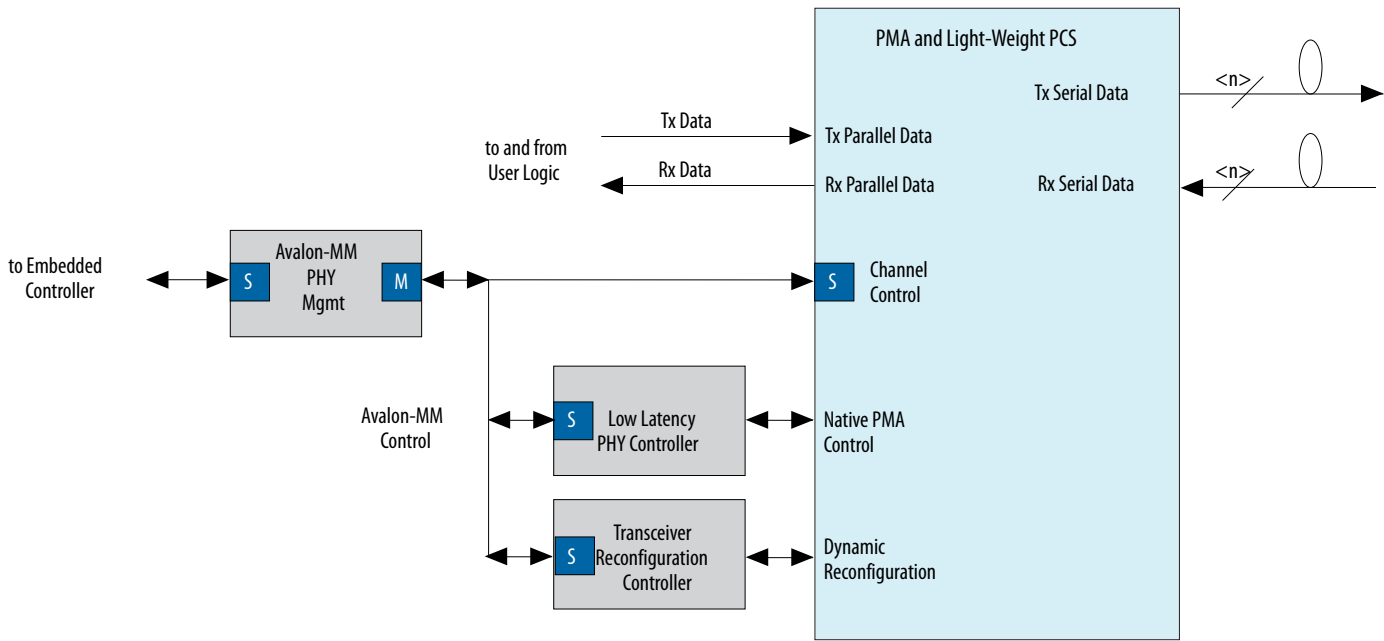 PMA and Light-Weight PCS
<n>
Tx Serial Data
Tx Data
to and from
User Logic
Tx Parallel Data
Rx Data
Rx Parallel Data
<n>
Rx Serial Data
to Embedded
Controller
S
Avalon-MM
PHY
Mgmt
M
S
Channel
Control
Avalon-MM
Control
S
Low Latency
PHY Controller
Native PMA
Control
S
Transceiver
Reconfiguration
Controller
Dynamic
Reconfiguration